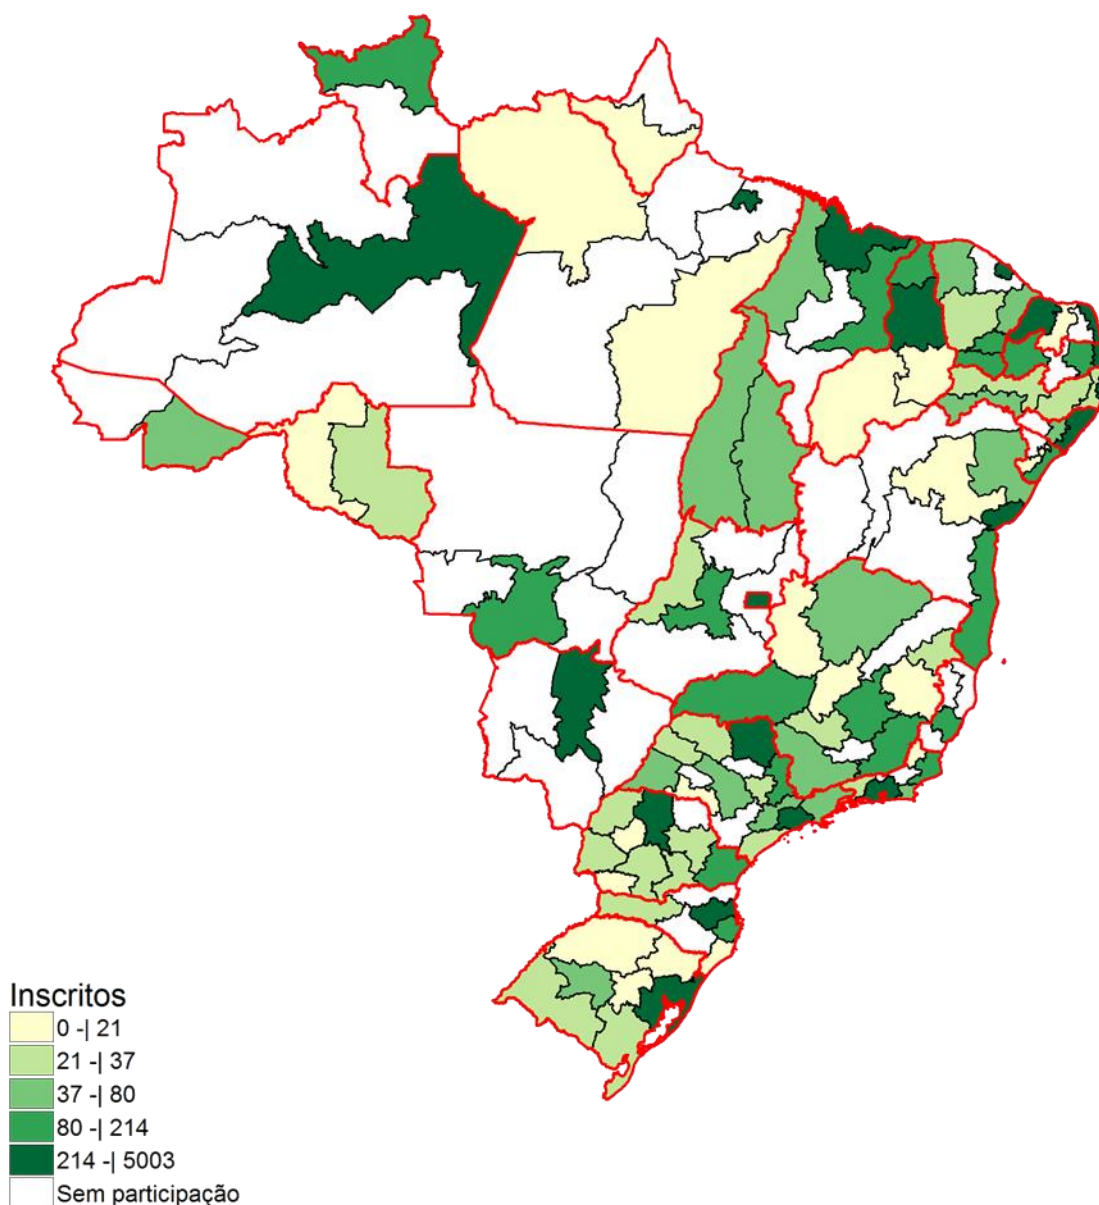 Inscritos
0 -| 21
21 -| 37
37 -| 80
80 -| 214
214 -| 5003
Sem participação